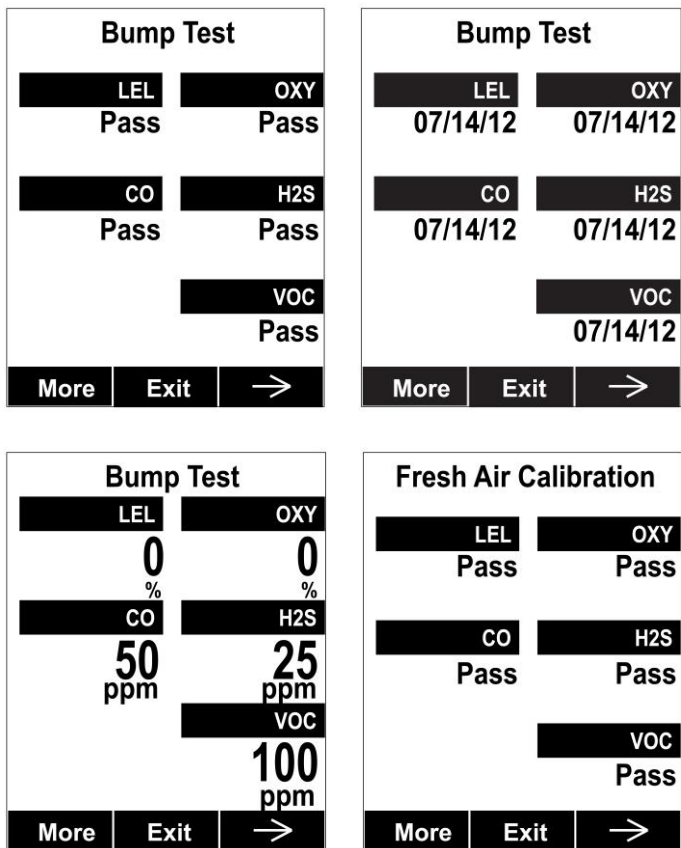 Bump Test
LEL OXY
Pass Pass
CO H2S
Pass Pass
VOC
Pass
More Exit →
Bump Test
LEL OXY
07/14/12 07/14/12
CO H2S
07/14/12 07/14/12
VOC
07/14/12
More Exit →
Bump Test
LEL OXY
0 0
% %
CO H2S
50 25
ppm ppm
VOC
100
ppm
More Exit →
Fresh Air Calibration
LEL OXY
Pass Pass
CO H2S
Pass Pass
VOC
Pass
More Exit →